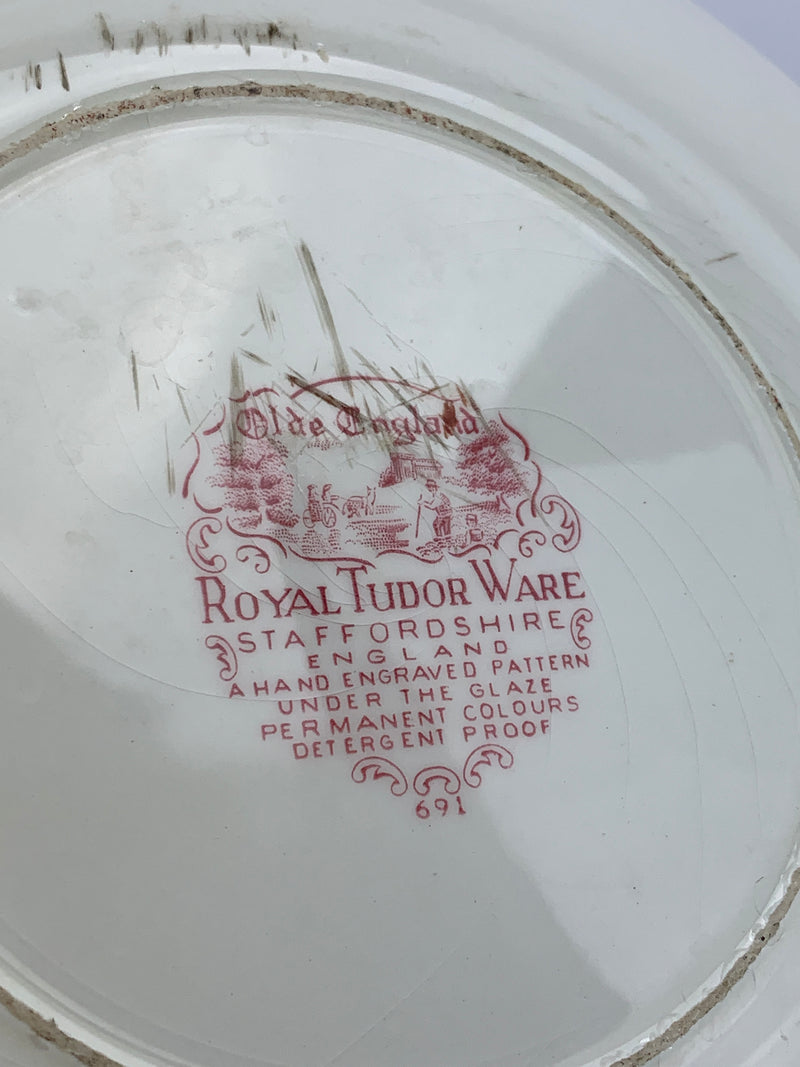 Olde England
ROYAL TUDOR WARE
STAFFORDSHIRE
ENGLAND
A HAND ENGRAVED PATTERN
UNDER THE GLAZE
PERMANENT COLOURS
DETERGENT PROOF
691